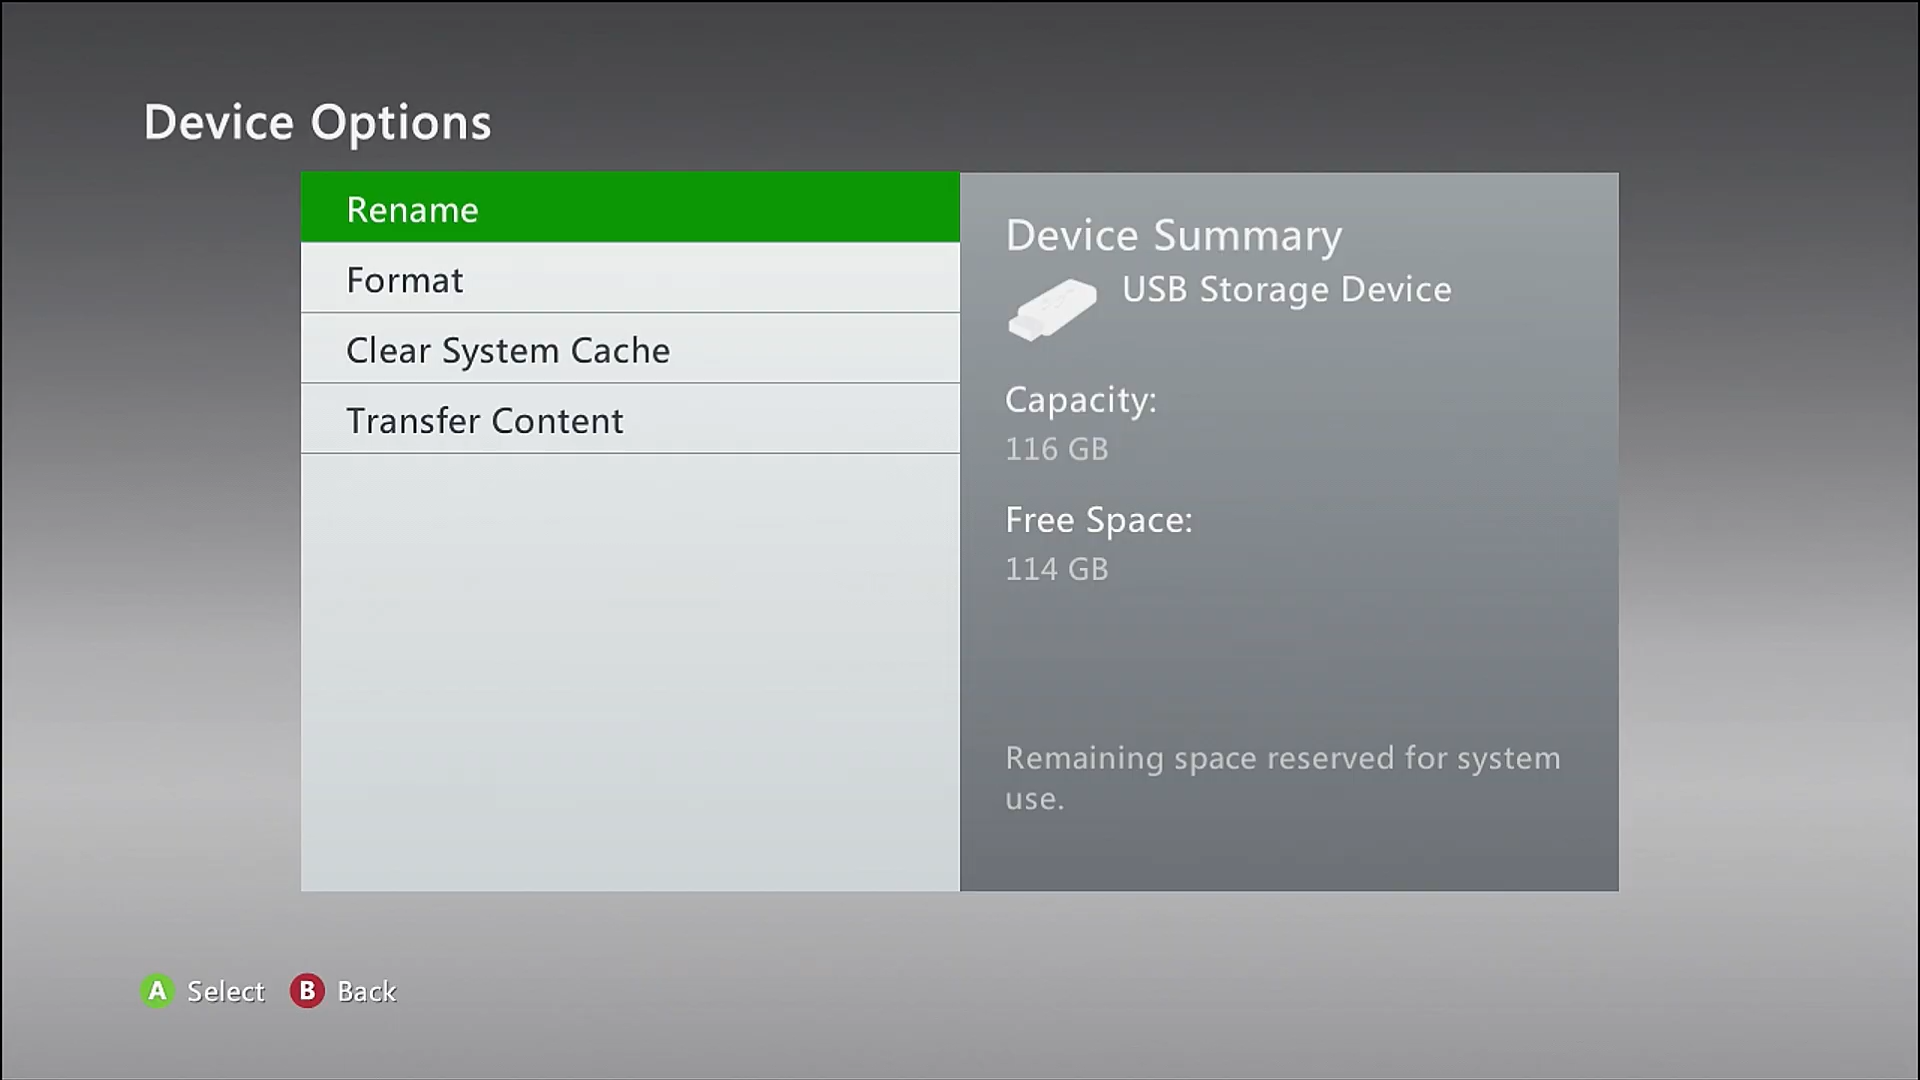 Device Options
Rename
Format
Clear System Cache
Transfer Content
Device Summary
USB Storage Device
Capacity:
116 GB
Free Space:
114 GB
Remaining space reserved for system
use.
A Select B Back